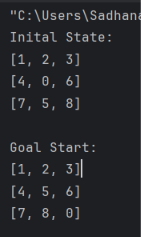 "C:\Users\Sadhana
Inital State:
[1, 2, 3]
[4, 0, 6]
[7, 5, 8]
Goal Start:
[1, 2, 3]
[4, 5, 6]
[7, 8, 0]